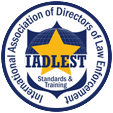 International Association of Directors of Law Enforcement
IADLEST
Standards &
Training